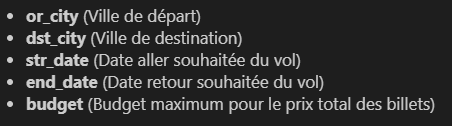 • or_city (Ville de départ)
• dst_city (Ville de destination)
• str_date (Date aller souhaitée du vol)
• end_date (Date retour souhaitée du vol)
• budget (Budget maximum pour le prix total des billets)